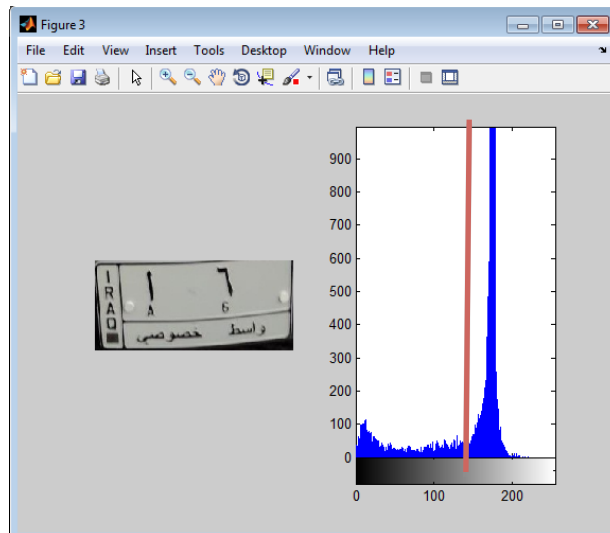 Figure 3
File Edit View Insert Tools Desktop Window Help
900
800
700
600
500
400
300
200
100
0
0 100 200
IRAQ
أ ٦
A 6
واسط خصوصي